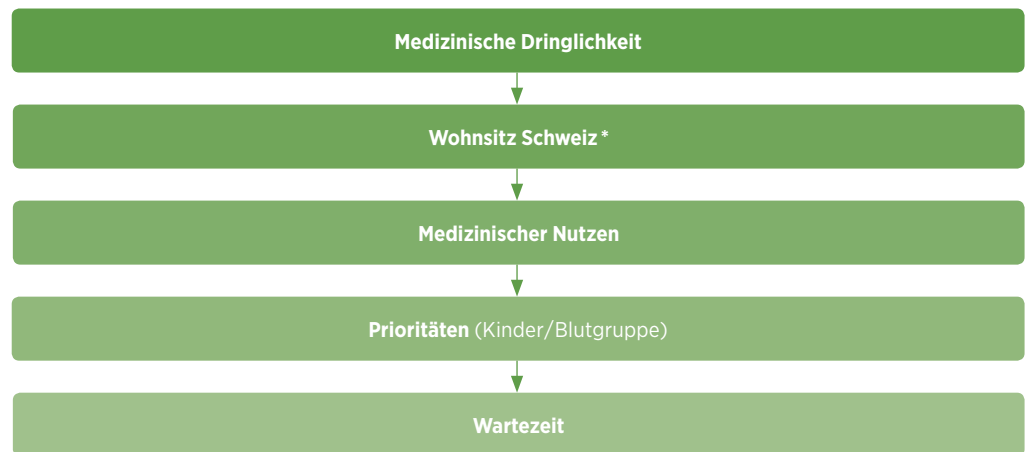 Medizinische Dringlichkeit
Wohnsitz Schweiz *
Medizinischer Nutzen
Prioritäten (Kinder/Blutgruppe)
Wartezeit